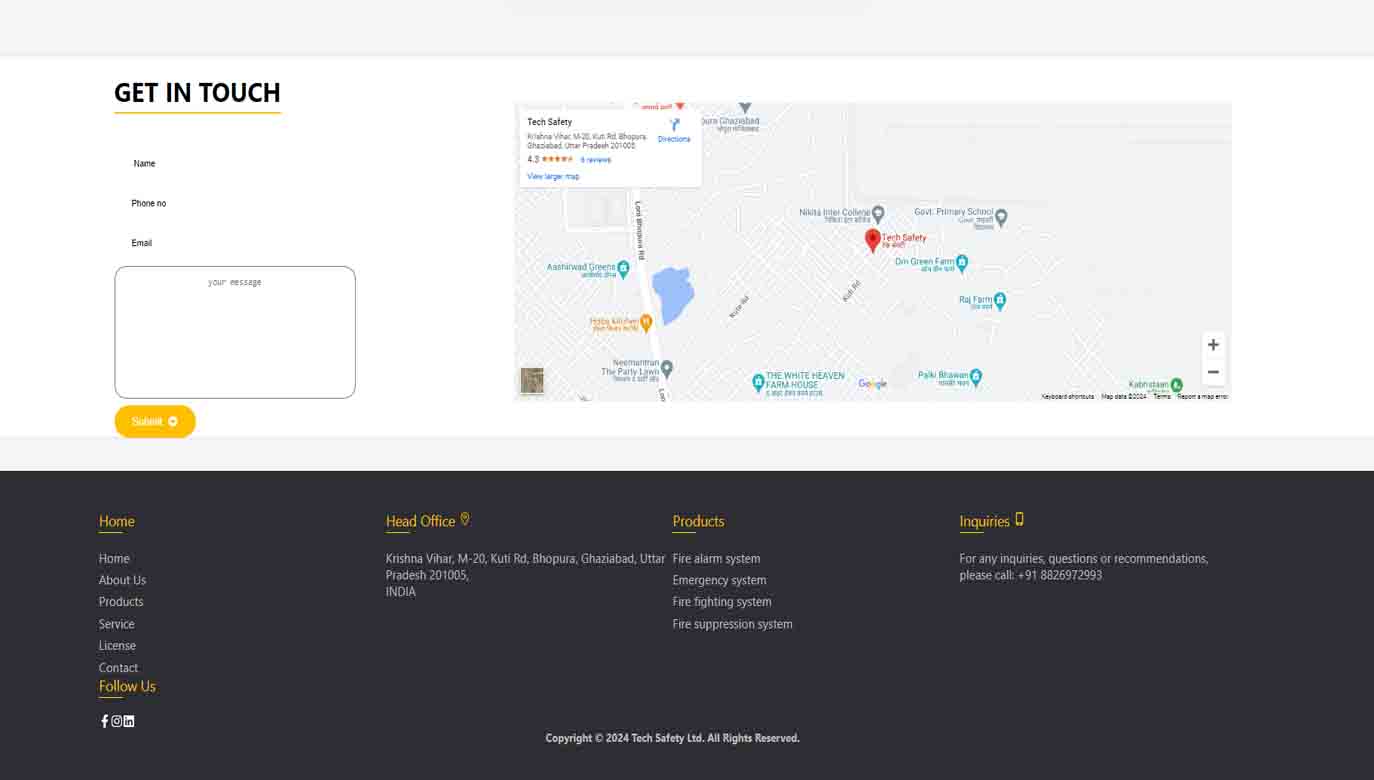 GET IN TOUCH
Name
Phone no
Email
your message
Submit
Tech Safety
Krishna Vihar, M-20, Kuti Rd, Bhopura,
Ghaziabad, Uttar Pradesh 201005
Directions
4.3
6 reviews
View larger map
pura Ghaziabad
Loni Bhopura Rd
Nikita Inter College
Govt. Primary School
Tech Safety
Din Green Farm
Aashirwad Greens
Raj Farm
Kuti Rd
Kuti Rd
Neemantran
The Party Lawn
THE WHITE HEAVEN
FARM HOUSE
Google
Palki Bhawan
Kabristaan
Keyboard shortcuts
Map data ©2024
Terms
Report a map error
Home
Home
About Us
Products
Service
License
Contact
Follow Us
Head Office
Krishna Vihar, M-20, Kuti Rd, Bhopura, Ghaziabad, Uttar
Pradesh 201005,
INDIA
Products
Fire alarm system
Emergency system
Fire fighting system
Fire suppression system
Inquiries
For any inquiries, questions or recommendations,
please call: +91 8826972993
Copyright © 2024 Tech Safety Ltd. All Rights Reserved.